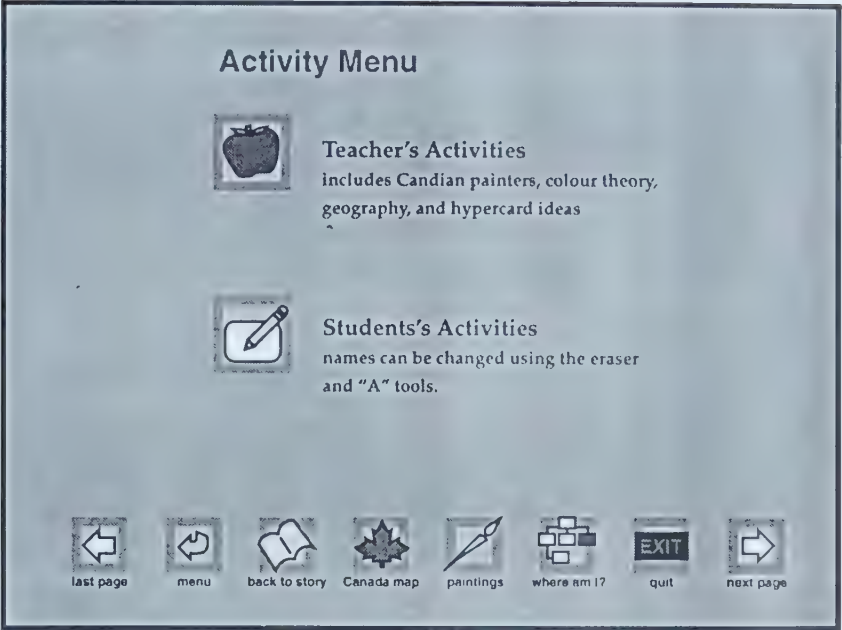 Activity Menu
Teacher's Activities
includes Candian painters, colour theory,
geography, and hypercard ideas
Students's Activities
names can be changed using the eraser
and "A" tools.
EXIT
last page menu back to story Canada map paintings where am I? quit next page